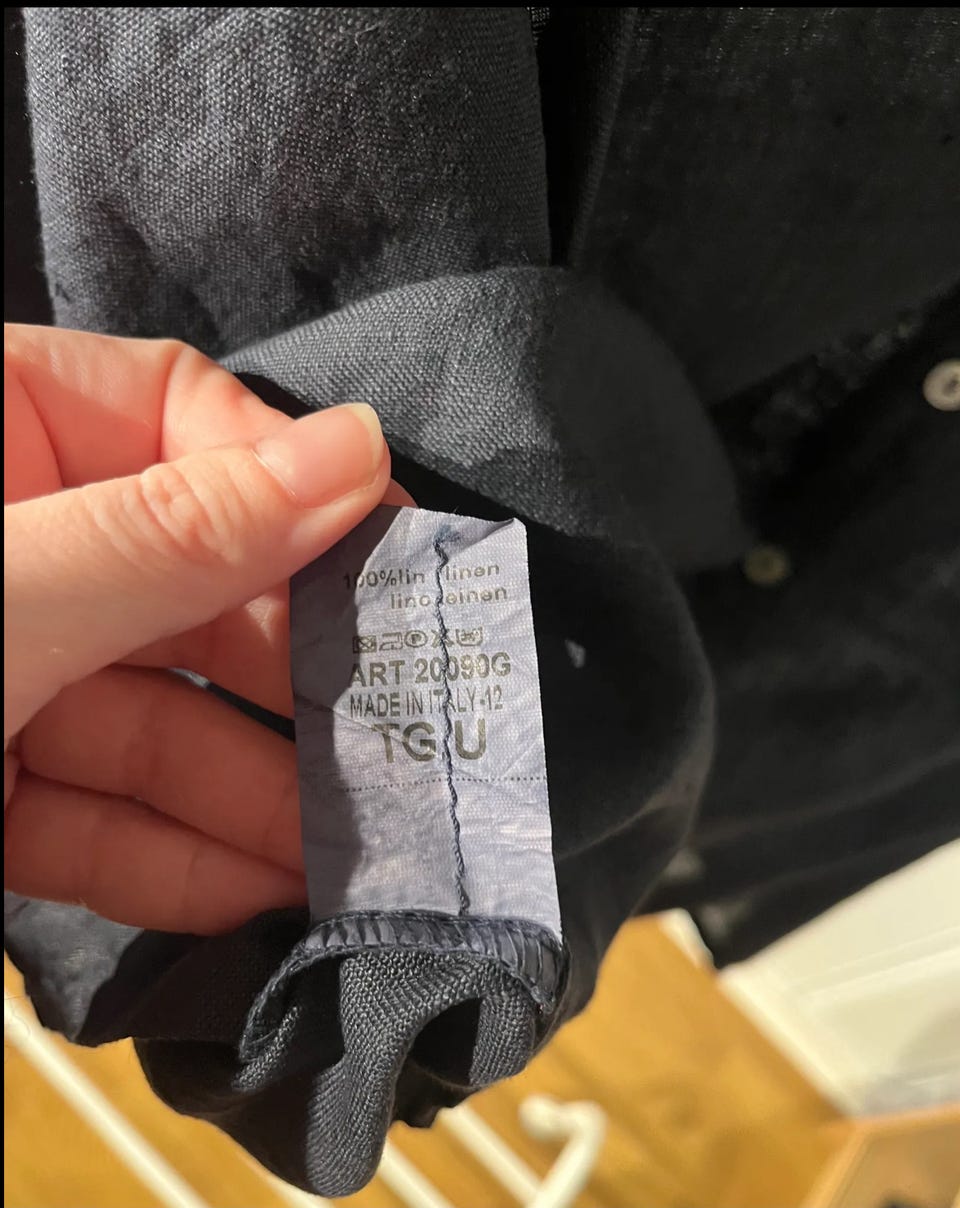 100%lin linen
lino leinen
ART 20090G
MADE IN ITALY-12
TG U